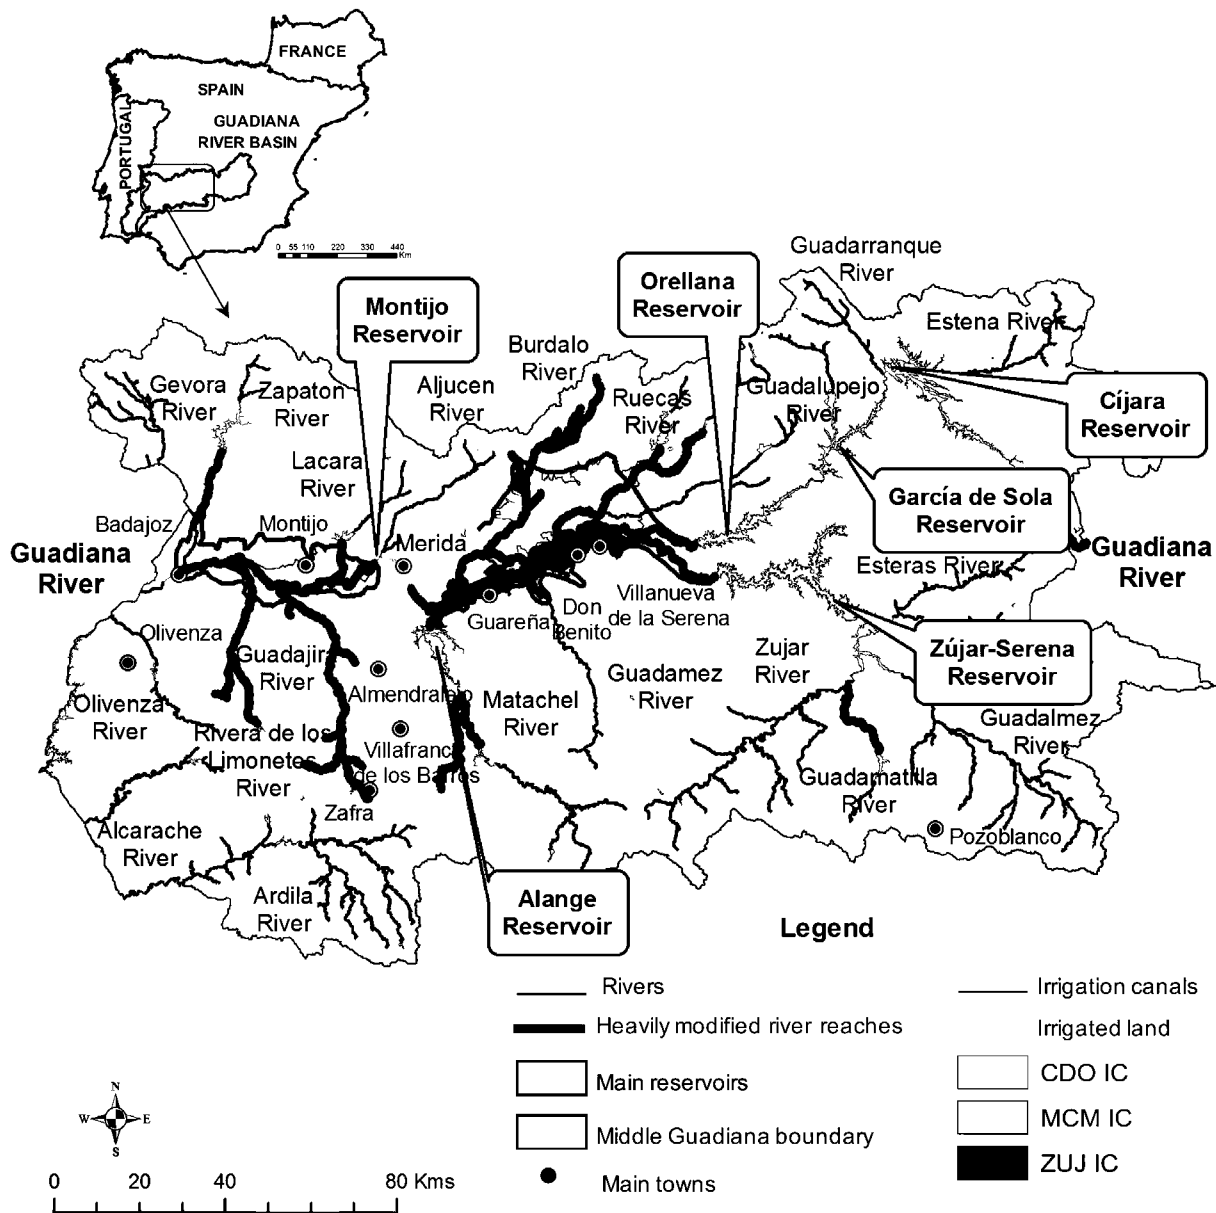 FRANCE
SPAIN
GUADIANA
RIVER BASIN
PORTUGAL
0 55 110 220 330 440
Km
Guadarranque
River
Orellana
Reservoir
Montijo
Reservoir
Estena River
Burdalo
River
Gevora
River
Zapaton
River
Aljucen
River
Ruecas
River
Guadalupejo
River
Cíjara
Reservoir
Lacara
River
García de Sola
Reservoir
Badajoz
Montijo
Merida
Guadiana
River
Guadiana
River
Esteras River
Villanueva
de la Serena
Don
Benito
Guareña
Olivenza
Guadajira
River
Zujar
River
Zújar-Serena
Reservoir
Guadamez
River
Almendralejo
Matachel
River
Olivenza
River
Guadalmez
River
Rivera de los
Limonetes
River
Villafranca
de los Barros
Guadamatilla
River
Zafra
Alcarache
River
Pozoblanco
Ardila
River
Alange
Reservoir
Legend
Rivers
Heavily modified river reaches
Main reservoirs
Middle Guadiana boundary
Main towns
Irrigation canals
Irrigated land
CDO IC
MCM IC
ZUJ IC
N
W E
S
0 20 40 80 Kms